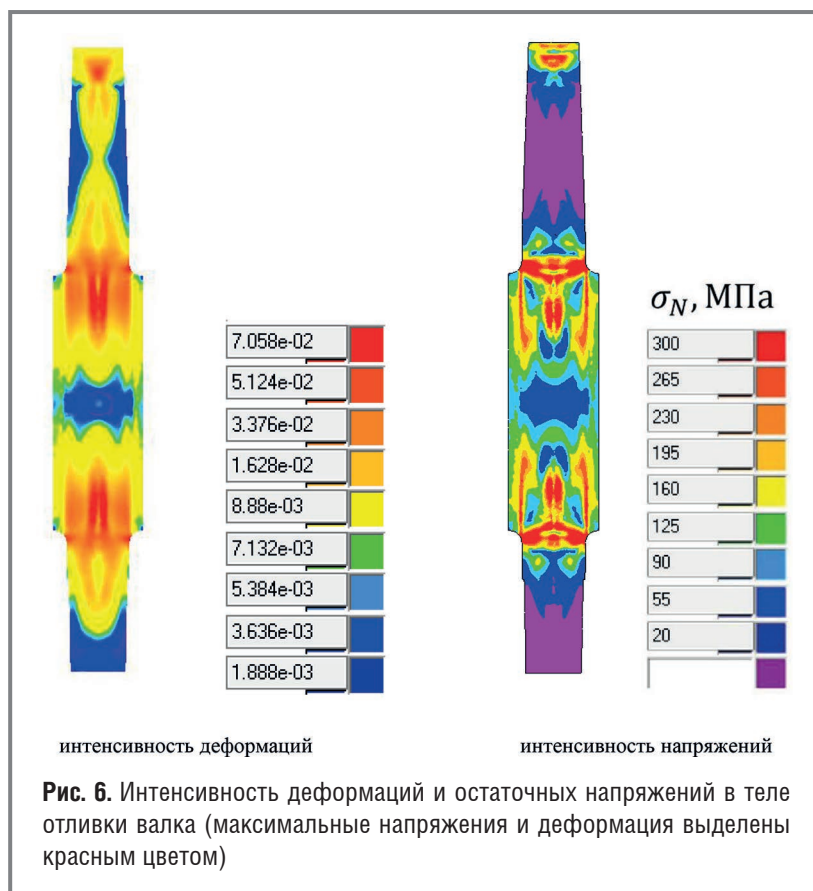 7.058e-02
5.124e-02
3.376e-02
1.628e-02
8.88e-03
7.132e-03
5.384e-03
3.636e-03
1.888e-03
σ_N, МПа
300
265
230
195
160
125
90
55
20
интенсивность деформаций
интенсивность напряжений
Рис. 6. Интенсивность деформаций и остаточных напряжений в теле
отливки валка (максимальные напряжения и деформация выделены
красным цветом)